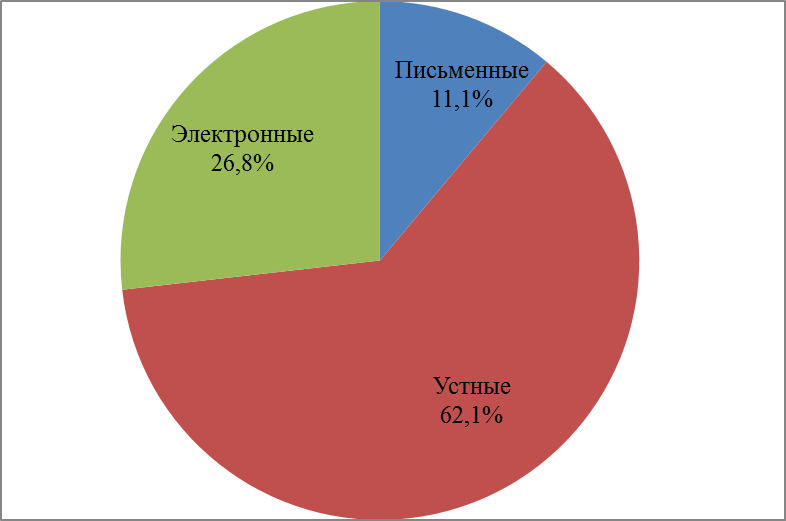 Письменные
11,1%
Электронные
26,8%
Устные
62,1%